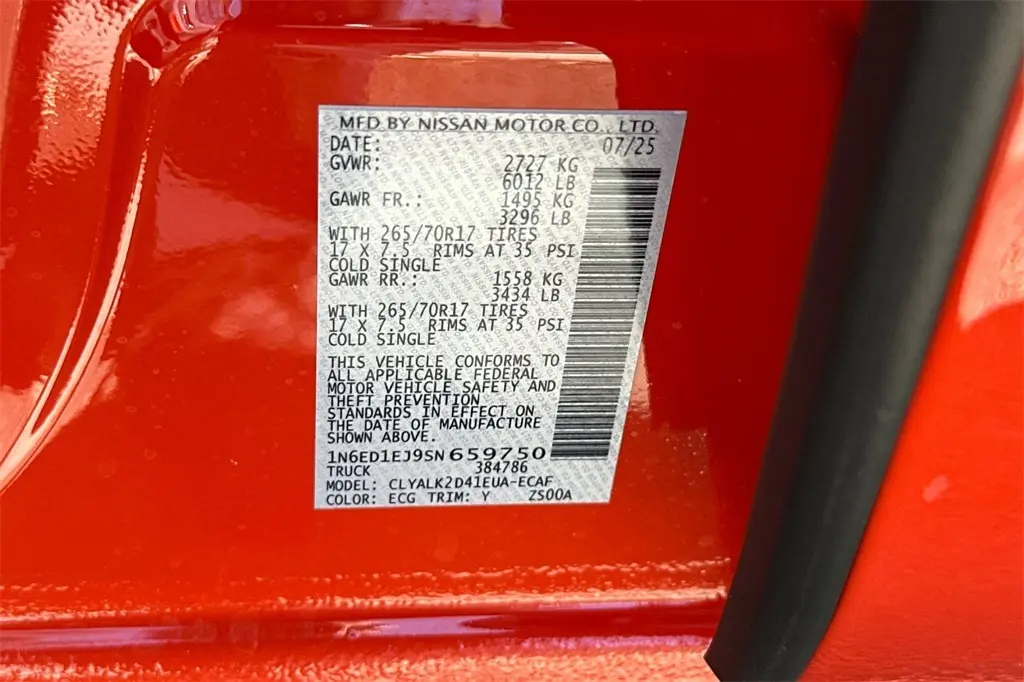 MFD BY NISSAN MOTOR CO., LTD.
DATE: 07/25
GVWR: 2727 KG
6012 LB
GAWR FR.: 1495 KG
3296 LB
WITH 265/70R17 TIRES
17 X 7.5 RIMS AT 35 PSI
COLD SINGLE
GAWR RR.: 1558 KG
3434 LB
WITH 265/70R17 TIRES
17 X 7.5 RIMS AT 35 PSI
COLD SINGLE
THIS VEHICLE CONFORMS TO
ALL APPLICABLE FEDERAL
MOTOR VEHICLE SAFETY AND
THEFT PREVENTION
STANDARDS IN EFFECT ON
THE DATE OF MANUFACTURE
SHOWN ABOVE.
1N6ED1EJ9SN659750
TRUCK 384786
MODEL: CLYALK2D41EUA-ECAF
COLOR: ECG TRIM: Y ZS00A